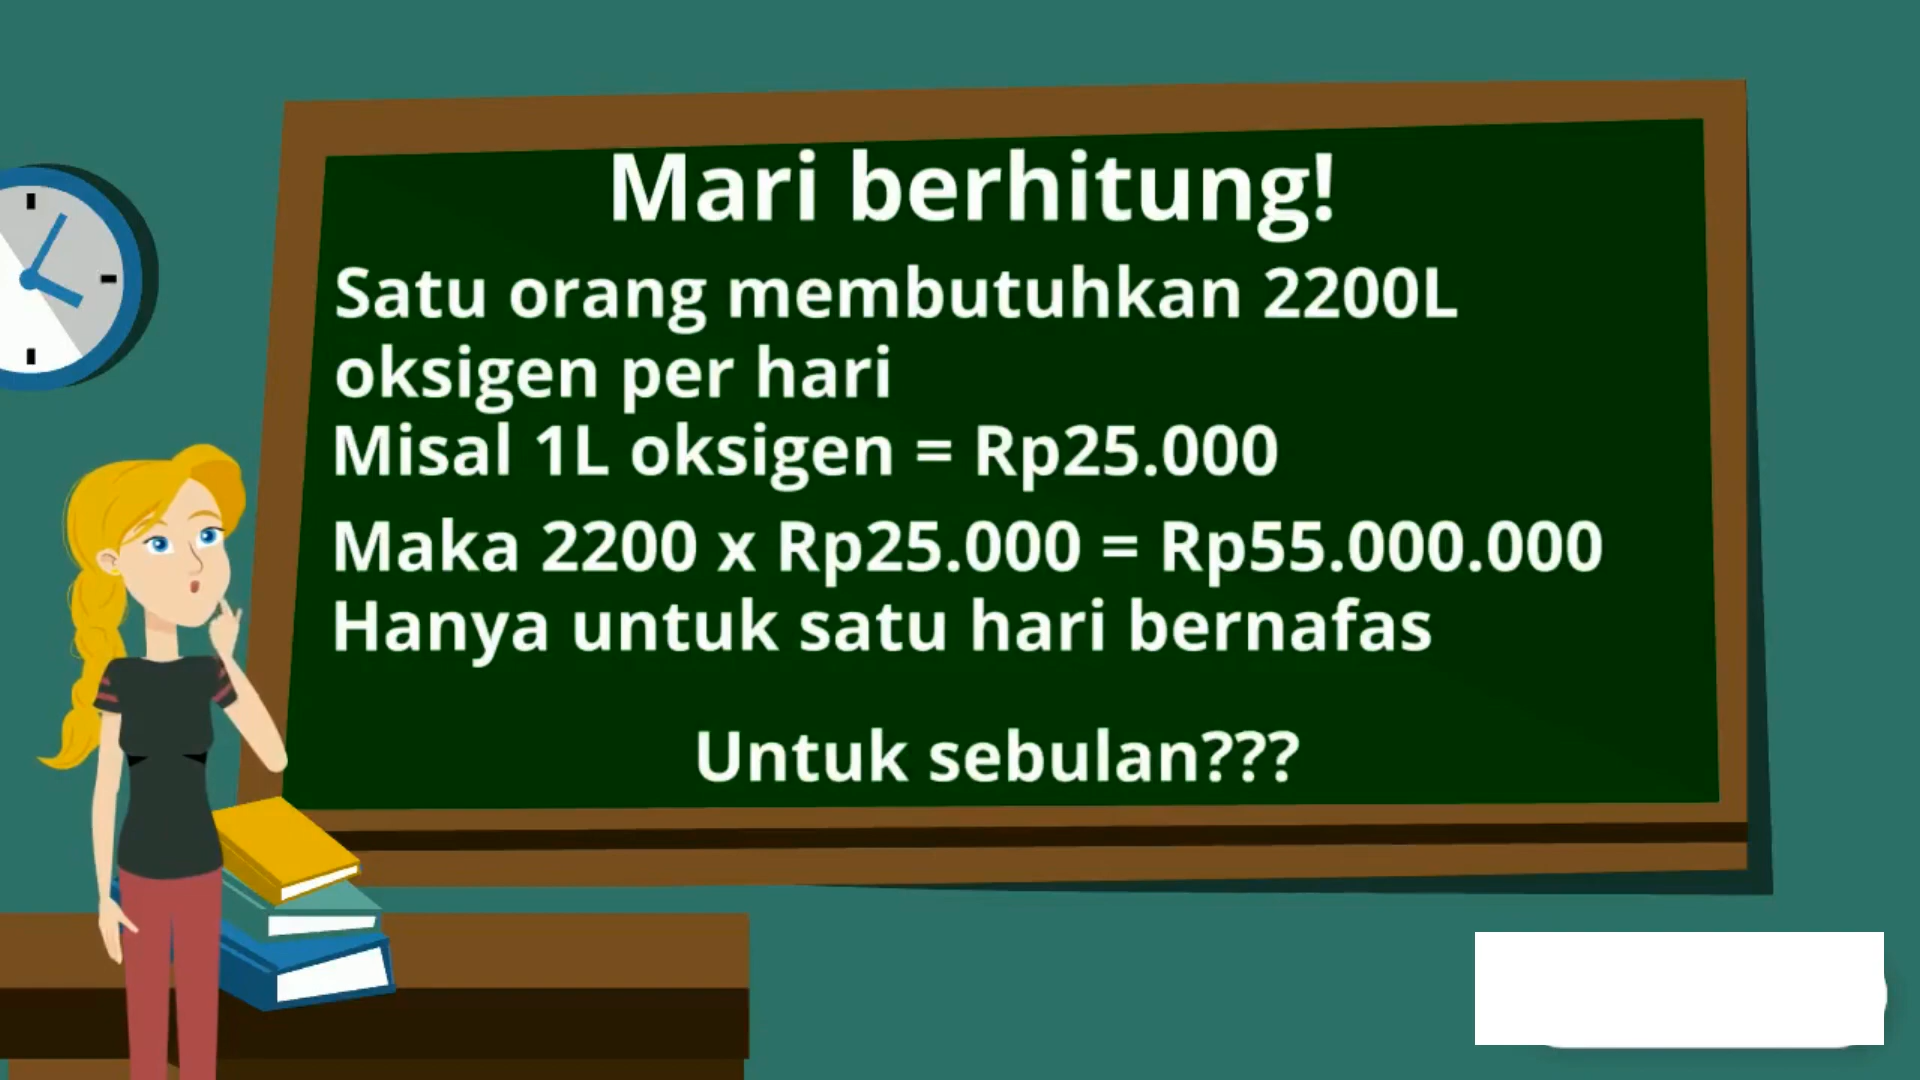 Mari berhitung!
Satu orang membutuhkan 2200L
oksigen per hari
Misal 1L oksigen = Rp25.000
Maka 2200 x Rp25.000 = Rp55.000.000
Hanya untuk satu hari bernafas
Untuk sebulan???